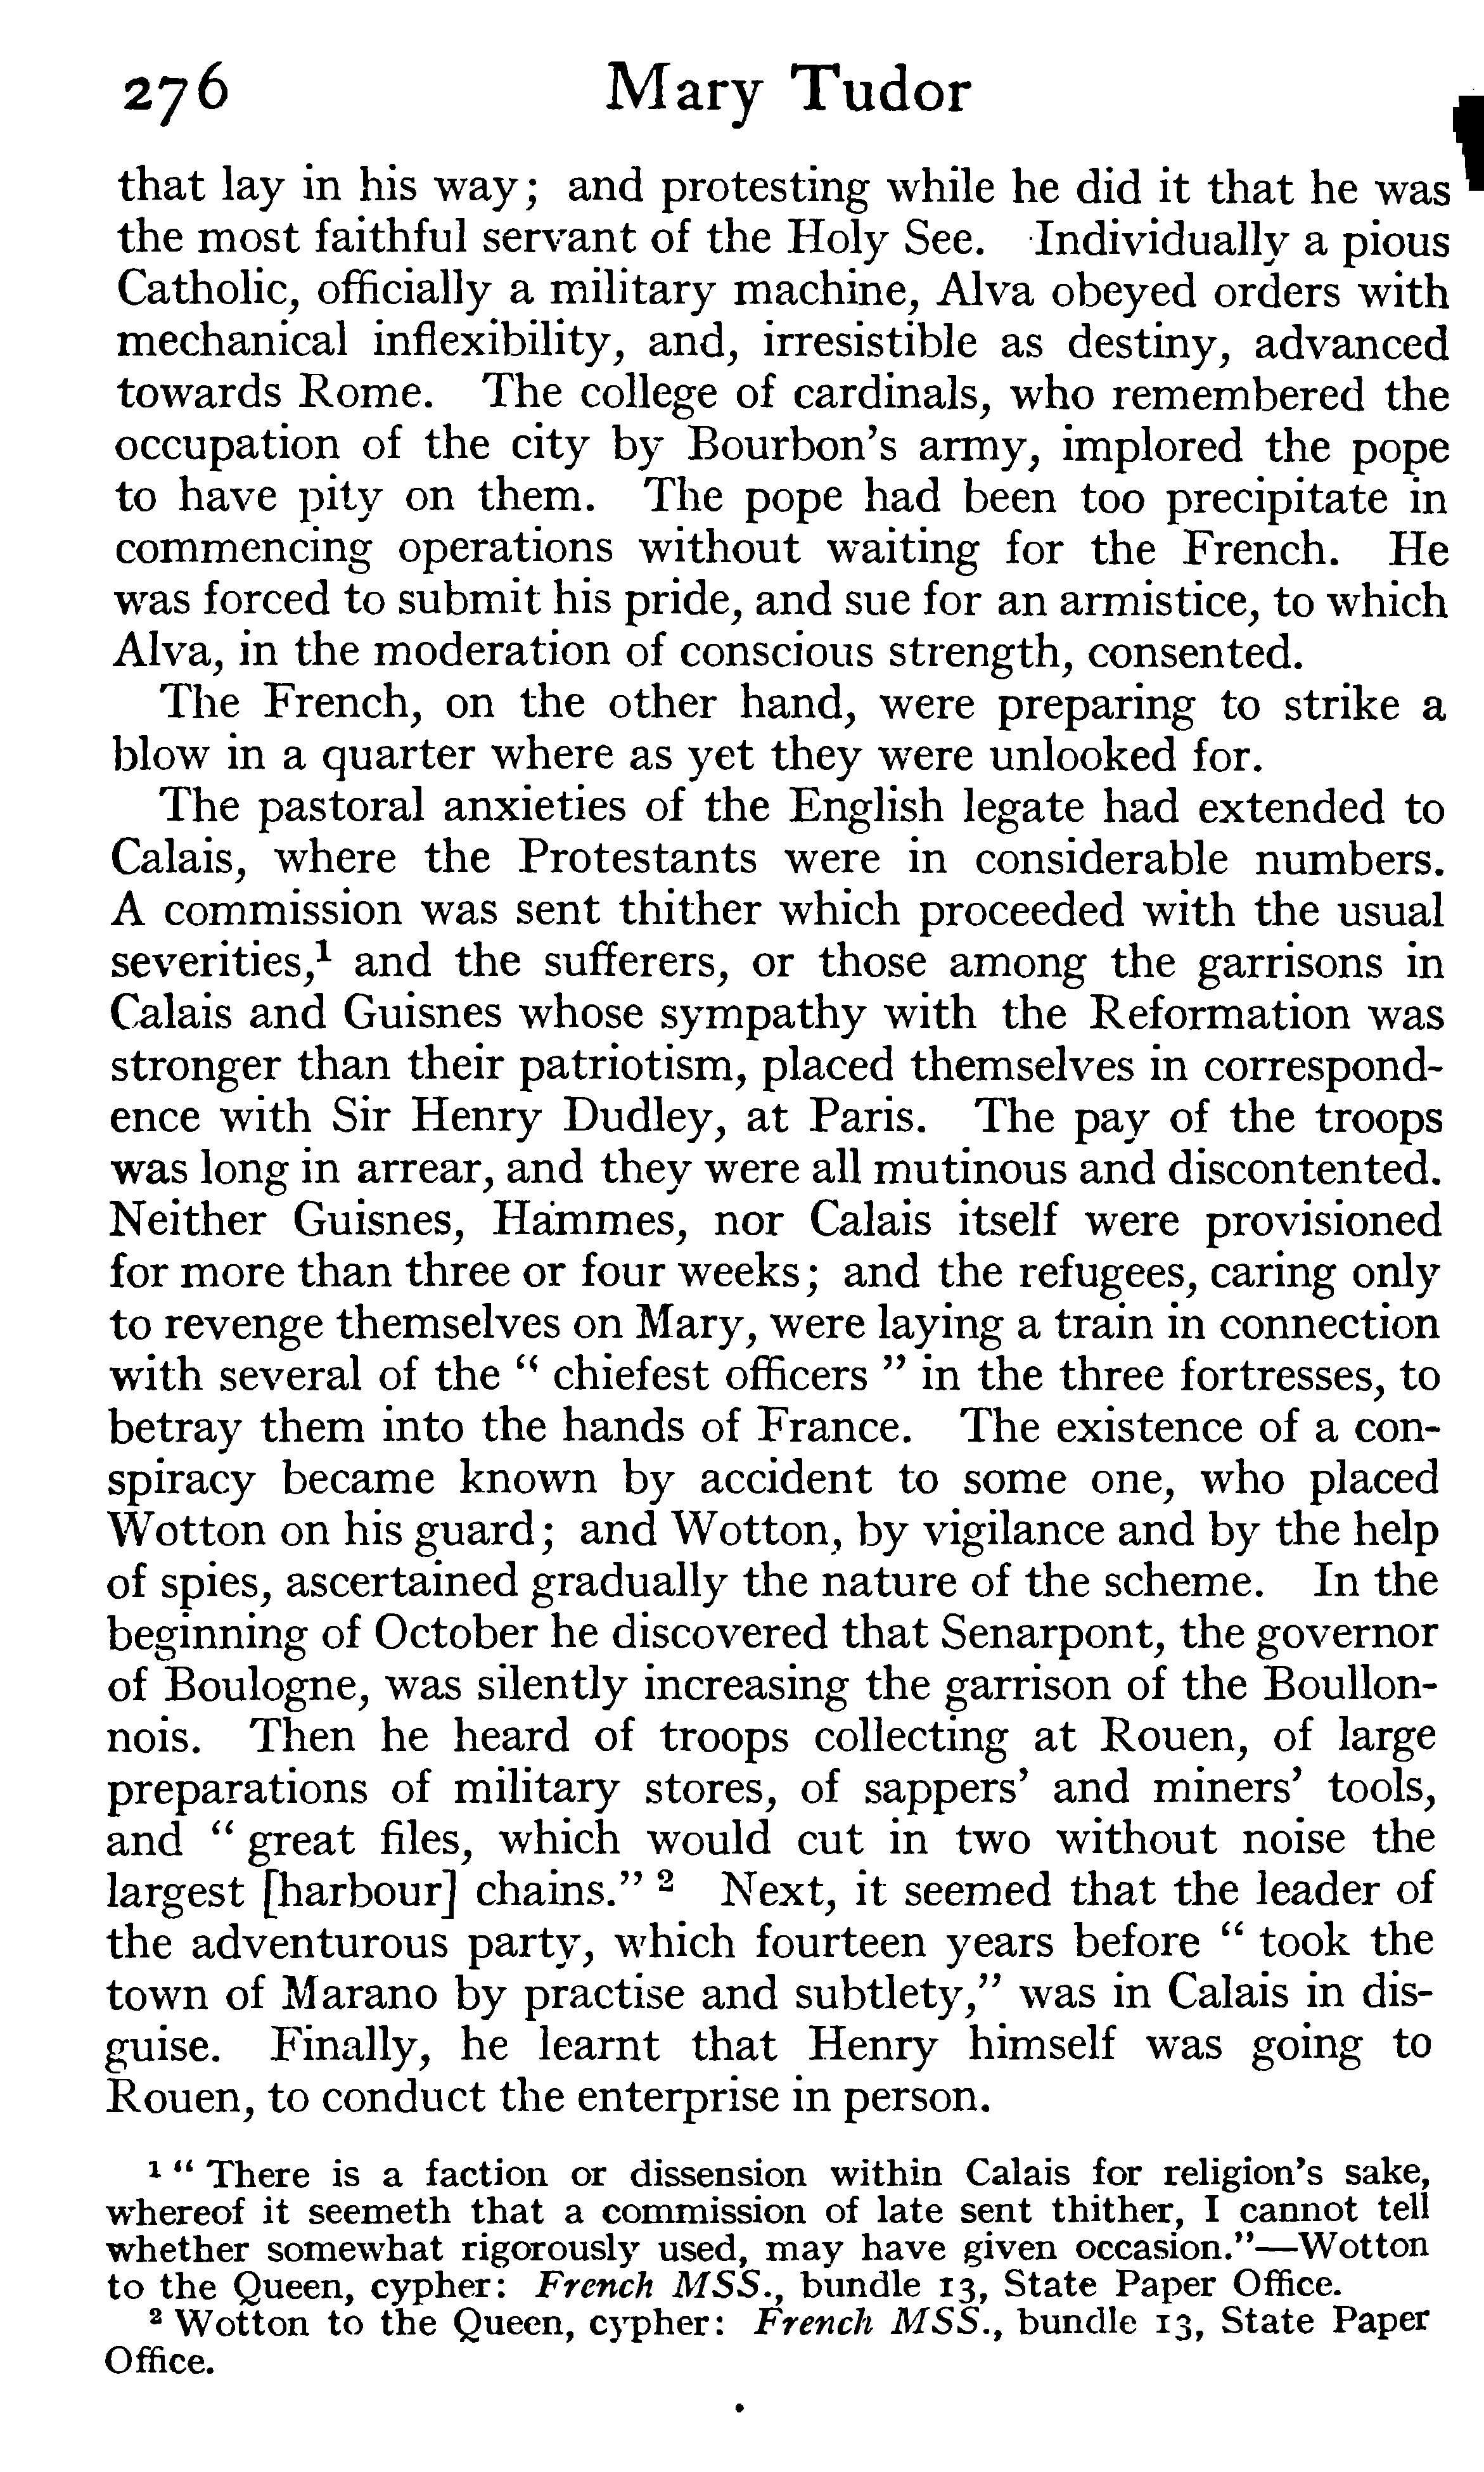 276 Mary Tudor
that lay in his way; and protesting while he did it that he was
the most faithful servant of the Holy See. Individually a pious
Catholic, officially a military machine, Alva obeyed orders with
mechanical inflexibility, and, irresistible as destiny, advanced
towards Rome. The college of cardinals, who remembered the
occupation of the city by Bourbon's army, implored the pope
to have pity on them. The pope had been too precipitate in
commencing operations without waiting for the French. He
was forced to submit his pride, and sue for an armistice, to which
Alva, in the moderation of conscious strength, consented.
The French, on the other hand, were preparing to strike a
blow in a quarter where as yet they were unlooked for.
The pastoral anxieties of the English legate had extended to
Calais, where the Protestants were in considerable numbers.
A commission was sent thither which proceeded with the usual
severities,¹ and the sufferers, or those among the garrisons in
Calais and Guisnes whose sympathy with the Reformation was
stronger than their patriotism, placed themselves in correspond-
ence with Sir Henry Dudley, at Paris. The pay of the troops
was long in arrear, and they were all mutinous and discontented.
Neither Guisnes, Hammes, nor Calais itself were provisioned
for more than three or four weeks; and the refugees, caring only
to revenge themselves on Mary, were laying a train in connection
with several of the " chiefest officers " in the three fortresses, to
betray them into the hands of France. The existence of a con-
spiracy became known by accident to some one, who placed
Wotton on his guard; and Wotton, by vigilance and by the help
of spies, ascertained gradually the nature of the scheme. In the
beginning of October he discovered that Senarpont, the governor
of Boulogne, was silently increasing the garrison of the Boullon-
nois. Then he heard of troops collecting at Rouen, of large
preparations of military stores, of sappers' and miners' tools,
and " great files, which would cut in two without noise the
largest [harbour] chains." ² Next, it seemed that the leader of
the adventurous party, which fourteen years before " took the
town of Marano by practise and subtlety," was in Calais in dis-
guise. Finally, he learnt that Henry himself was going to
Rouen, to conduct the enterprise in person.
¹ " There is a faction or dissension within Calais for religion's sake,
whereof it seemeth that a commission of late sent thither, I cannot tell
whether somewhat rigorously used, may have given occasion."—Wotton
to the Queen, cypher: French MSS., bundle 13, State Paper Office.
² Wotton to the Queen, cypher: French MSS., bundle 13, State Paper
Office.